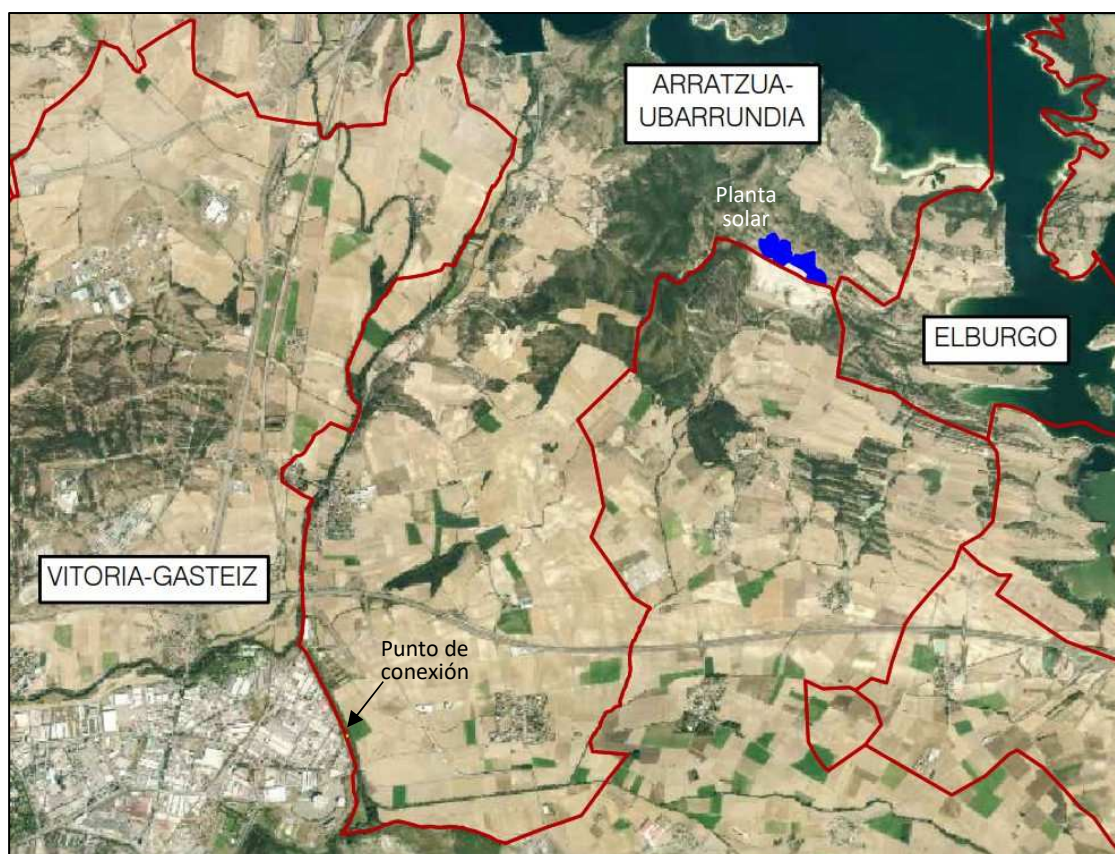 ARRATZUA-
UBARRUNDIA
Planta
solar
ELBURGO
VITORIA-GASTEIZ
Punto de
conexión